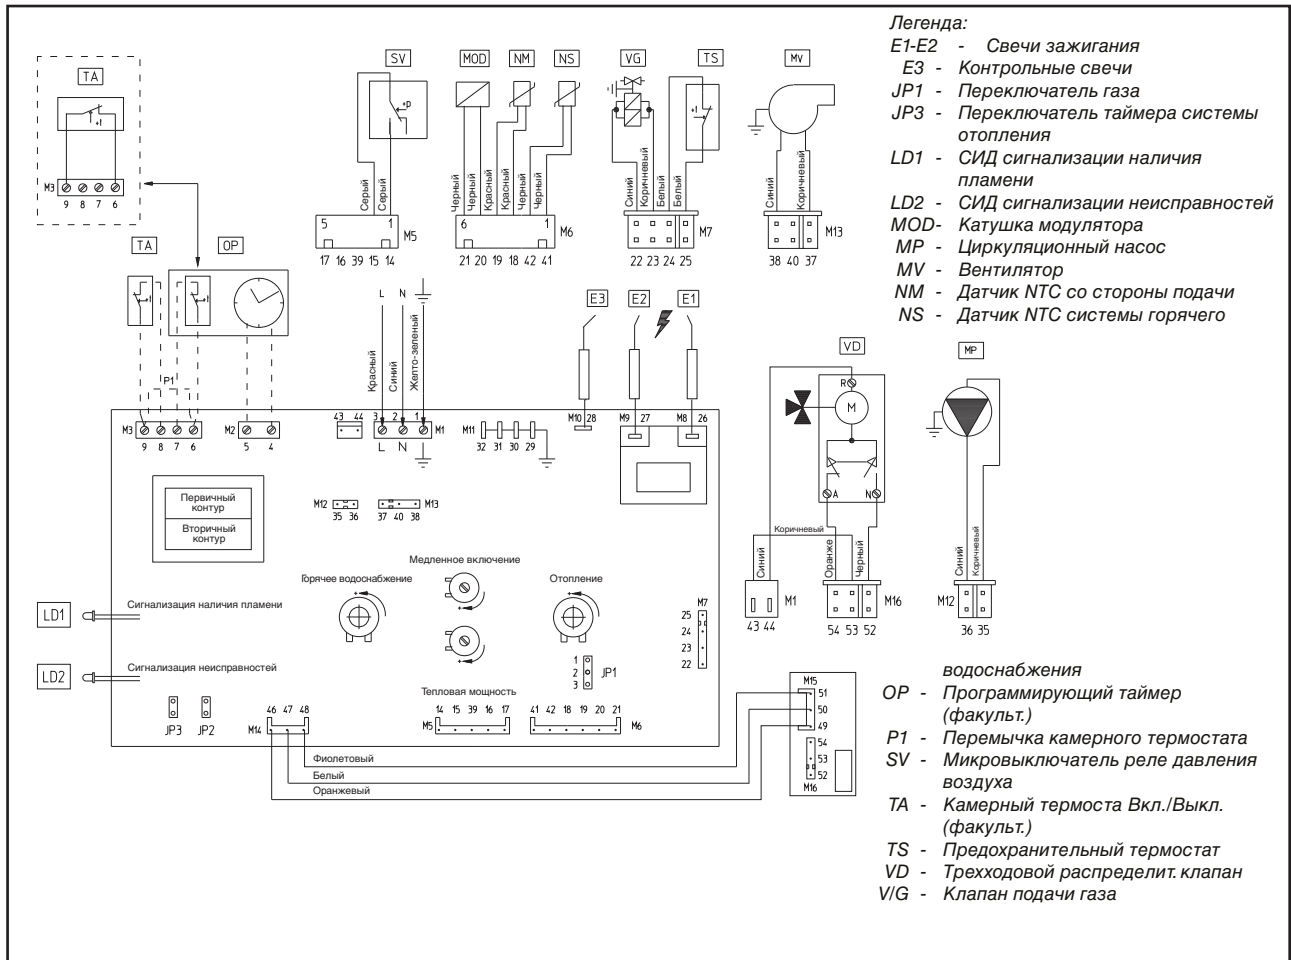 Легенда:
E1-E2 - Свечи зажигания
E3 - Контрольные свечи
JP1 - Переключатель газа
JP3 - Переключатель таймера системы
отопления
LD1 - СИД сигнализации наличия
пламени
LD2 - СИД сигнализации неисправностей
MOD- Катушка модулятора
MP - Циркуляционный насос
MV - Вентилятор
NM - Датчик NTC со стороны подачи
NS - Датчик NTC системы горячего
TA
M3
9 8 7 6
SV
+p
Серый
Серый
5 1
M5
17 16 39 15 14
MOD NM NS
Черный
Черный
Красный
Красный
Черный
Черный
6 1
M6
21 20 19 18 42 41
VG TS
Синий
Коричневый
Белый
Белый
M7
22 23 24 25
MV
Синий
Коричневый
M13
38 40 37
TA OP
P1
L N
Красный
Синий
Желто-зеленый
E3 E2 E1
M10 28
M9 27
M8 26
M3
9 8 7 6
M2
5 4
43 44
3 2 1
M1
L N
M11
32 31 30 29
Первичный
контур
Вторичный
контур
M12
35 36
M13
37 40 38
Медленное включение
Горячее водоснабжение
Отопление
LD1
Сигнализация наличия пламени
LD2
Сигнализация неисправностей
M7
25
24
23
22
1
2
3
JP1
JP3 JP2
46 47 48
M14
Тепловая мощность
14 15 39 16 17
M5
41 42 18 19 20 21
M6
Фиолетовый
Белый
Оранжевый
M15
51
50
49
54
53
52
M16
VD
R
M
A N
Коричневый
Синий
Оранже
Черный
M1
43 44
M16
54 53 52
MP
Синий
Коричневый
M12
36 35
водоснабжения
OP - Программирующий таймер
(факульт.)
P1 - Перемычка камерного термостата
SV - Микровыключатель реле давления
воздуха
TA - Камерный термоста Вкл./Выкл.
(факульт.)
TS - Предохранительный термостат
VD - Трехходовой распределит. клапан
V/G - Клапан подачи газа